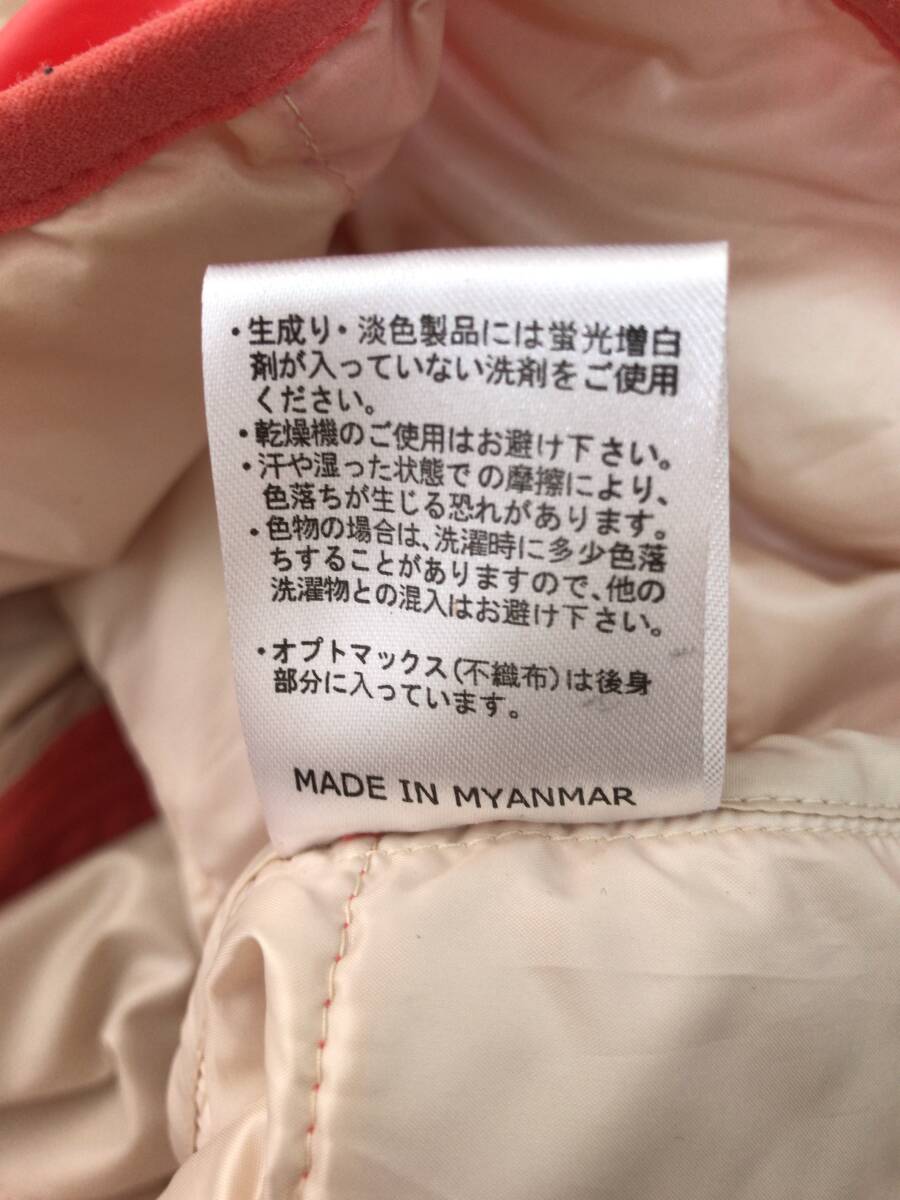 ・生成り・淡色製品には蛍光増白
剤が入っていない洗剤をご使用
ください。
・乾燥機のご使用はお避け下さい。
・汗や湿った状態での摩擦により、
色落ちが生じる恐れがあります。
・色物の場合は、洗濯時に多少色落
ちすることがありますので、他の
洗濯物との混入はお避け下さい。
・オプトマックス(不織布)は後身
部分に入っています。
MADE IN MYANMAR